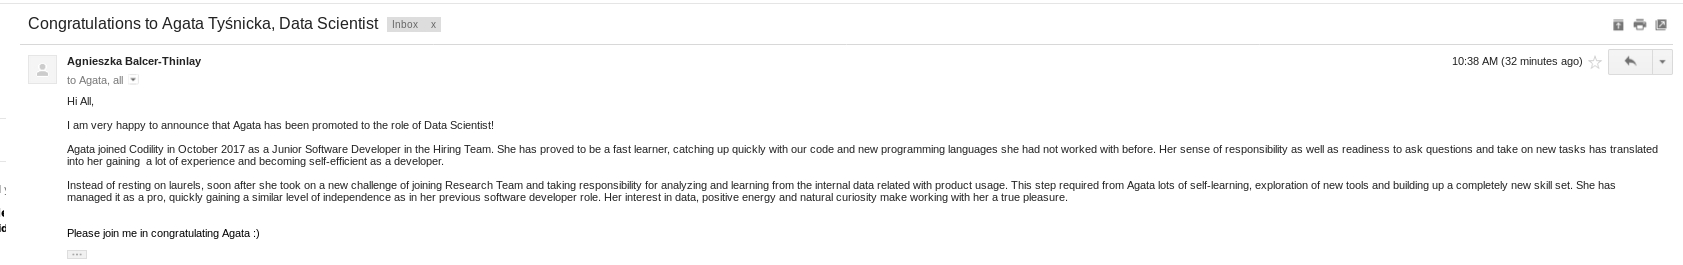 Congratulations to Agata Tyśnicka, Data Scientist Inbox x
Agnieszka Balcer-Thinlay 10:38 AM (32 minutes ago)
to Agata, all
Hi All,
I am very happy to announce that Agata has been promoted to the role of Data Scientist!
Agata joined Codility in October 2017 as a Junior Software Developer in the Hiring Team. She has proved to be a fast learner, catching up quickly with our code and new programming languages she had not worked with before. Her sense of responsibility as well as readiness to ask questions and take on new tasks has translated
into her gaining  a lot of experience and becoming self-efficient as a developer.
Instead of resting on laurels, soon after she took on a new challenge of joining Research Team and taking responsibility for analyzing and learning from the internal data related with product usage. This step required from Agata lots of self-learning, exploration of new tools and building up a completely new skill set. She has
managed it as a pro, quickly gaining a similar level of independence as in her previous software developer role. Her interest in data, positive energy and natural curiosity make working with her a true pleasure.
Please join me in congratulating Agata :)